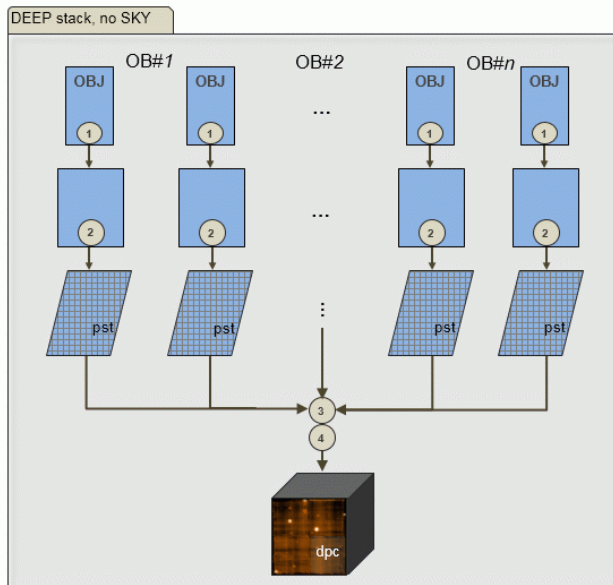 DEEP stack, no SKY
OB#1 OB#2 OB#n
OBJ OBJ ... OBJ OBJ
1 1 1 1
...
2 2 2 2
pst pst ... pst pst
3
4
dpc